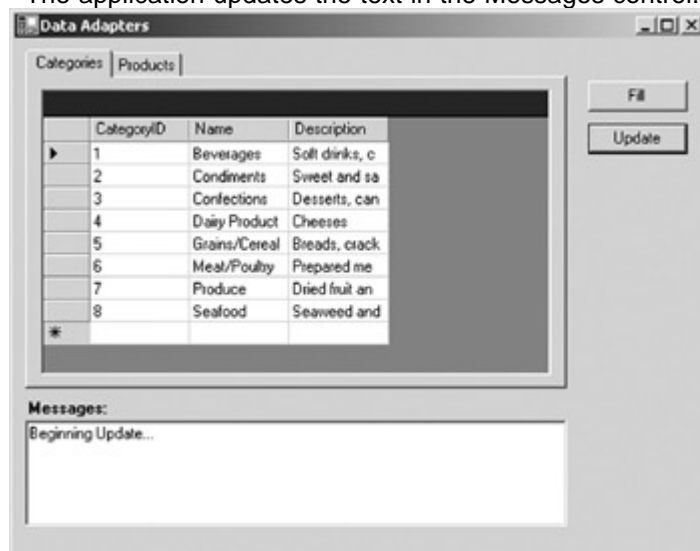 The application updates the text in the Messages control.
Data Adapters
Categories Products
Fill
Update
CategoryID Name Description
1 Beverages Soft drinks, c
2 Condiments Sweet and sa
3 Confections Desserts, can
4 Dairy Product Cheeses
5 Grains/Cereal Breads, crack
6 Meat/Poultry Prepared me
7 Produce Dried fruit an
8 Seafood Seaweed and
Messages:
Beginning Update...